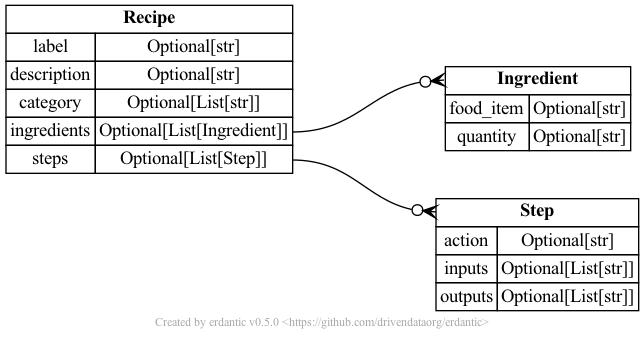 Recipe
label Optional[str]
description Optional[str]
category Optional[List[str]]
ingredients Optional[List[Ingredient]]
steps Optional[List[Step]]
Ingredient
food_item Optional[str]
quantity Optional[str]
Step
action Optional[str]
inputs Optional[List[str]]
outputs Optional[List[str]]
Created by erdantic v0.5.0 <https://github.com/drivendataorg/erdantic>